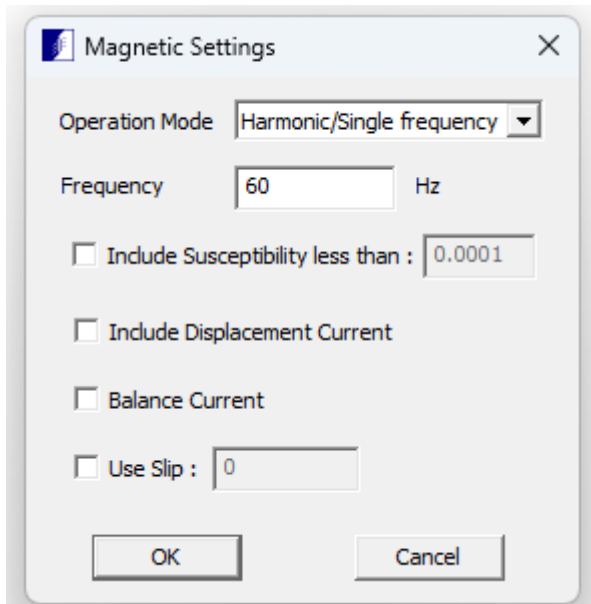 Magnetic Settings
Operation Mode Harmonic/Single frequency
Frequency 60 Hz
Include Susceptibility less than : 0.0001
Include Displacement Current
Balance Current
Use Slip : 0
OK Cancel